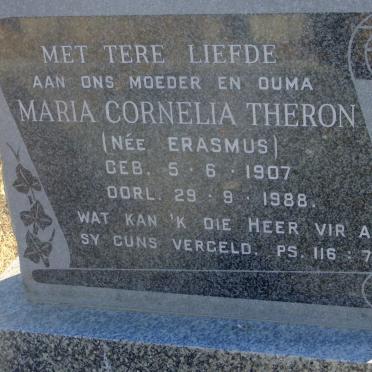 MET TERE LIEFDE
AAN ONS MOEDER EN OUMA
MARIA CORNELIA THERON
(NÉE ERASMUS)
GEB. 5·6·1907
OORL. 29·9·1988.
WAT KAN 'K DIE HEER VIR A
SY GUNS VERGELD. PS. 116:7